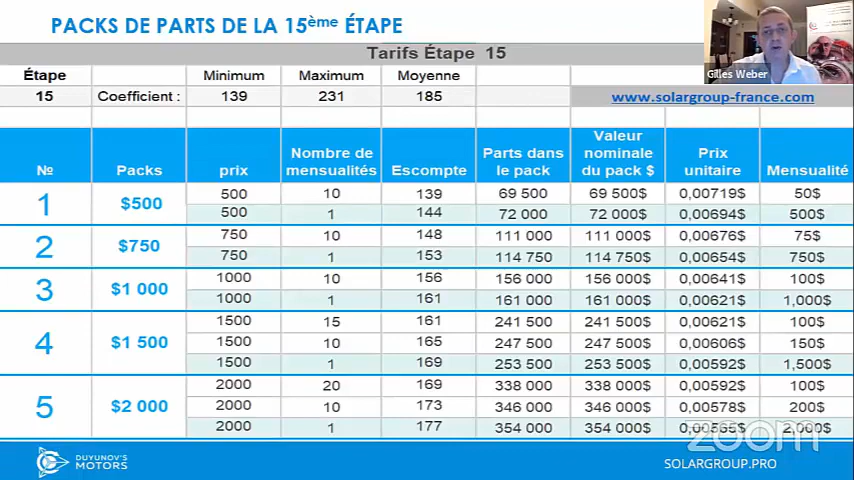 PACKS DE PARTS DE LA 15ème ÉTAPE
Gilles Weber
Tarifs Étape 15
Étape Minimum Maximum Moyenne
15 Coefficient : 139 231 185 www.solargroup-france.com
№ Packs prix Nombre de mensualités Escompte Parts dans le pack Valeur nominale du pack $ Prix unitaire Mensualité
1 $500 500 10 139 69 500 69 500$ 0,00719$ 50$
500 1 144 72 000 72 000$ 0,00694$ 500$
2 $750 750 10 148 111 000 111 000$ 0,00676$ 75$
750 1 153 114 750 114 750$ 0,00654$ 750$
3 $1 000 1000 10 156 156 000 156 000$ 0,00641$ 100$
1000 1 161 161 000 161 000$ 0,00621$ 1,000$
4 $1 500 1500 15 161 241 500 241 500$ 0,00621$ 100$
1500 10 165 247 500 247 500$ 0,00606$ 150$
1500 1 169 253 500 253 500$ 0,00592$ 1,500$
5 $2 000 2000 20 169 338 000 338 000$ 0,00592$ 100$
2000 10 173 346 000 346 000$ 0,00578$ 200$
2000 1 177 354 000 354 000$ 0,00565$ 2,000$
zoom
DUYUNOV'S
MOTORS
SOLARGROUP.PRO